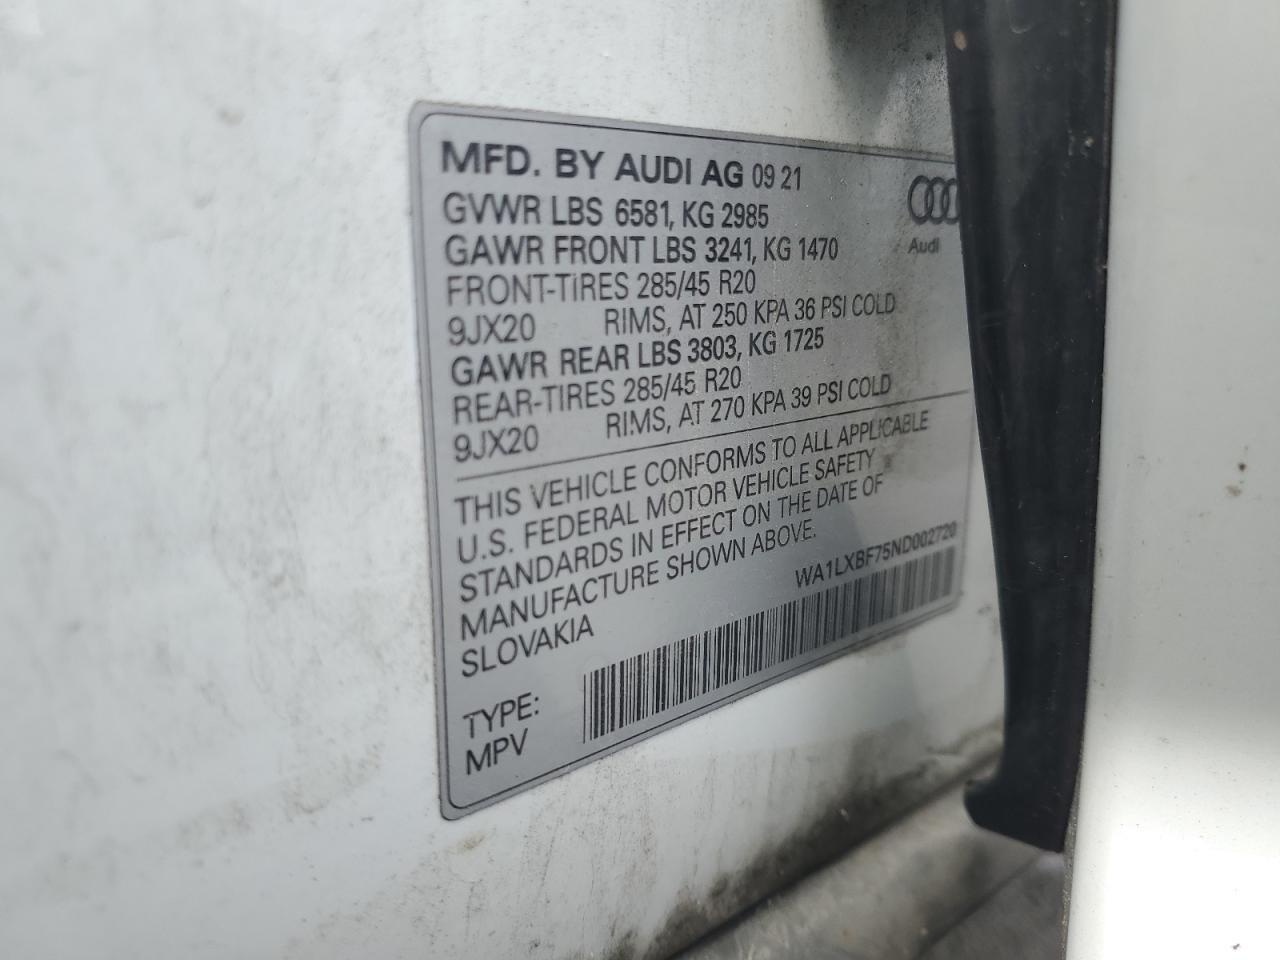 MFD. BY AUDI AG 09 21
GVWR LBS 6581, KG 2985
GAWR FRONT LBS 3241, KG 1470
FRONT-TIRES 285/45 R20
9JX20 RIMS, AT 250 KPA 36 PSI COLD
GAWR REAR LBS 3803, KG 1725
REAR-TIRES 285/45 R20
9JX20 RIMS, AT 270 KPA 39 PSI COLD
Audi
THIS VEHICLE CONFORMS TO ALL APPLICABLE
U.S. FEDERAL MOTOR VEHICLE SAFETY
STANDARDS IN EFFECT ON THE DATE OF
MANUFACTURE SHOWN ABOVE.
SLOVAKIA
WA1LXBF75ND002720
TYPE:
MPV